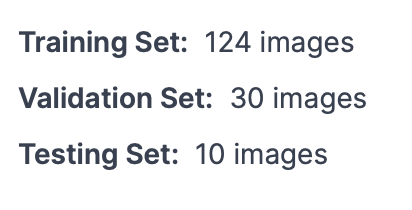 Training Set: 124 images
Validation Set: 30 images
Testing Set: 10 images